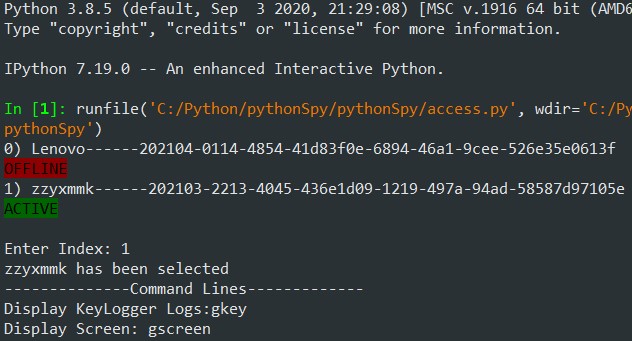 Python 3.8.5 (default, Sep  3 2020, 21:29:08) [MSC v.1916 64 bit (AMD6
Type "copyright", "credits" or "license" for more information.
IPython 7.19.0 -- An enhanced Interactive Python.
In [1]: runfile('C:/Python/pythonSpy/pythonSpy/access.py', wdir='C:/Py
pythonSpy')
0) Lenovo------202104-0114-4854-41d83f0e-6894-46a1-9cee-526e35e0613f
OFFLINE
1) zzyxmmk------202103-2213-4045-436e1d09-1219-497a-94ad-58587d97105e
ACTIVE
Enter Index: 1
zzyxmmk has been selected
--------------Command Lines-------------
Display KeyLogger Logs:gkey
Display Screen: gscreen